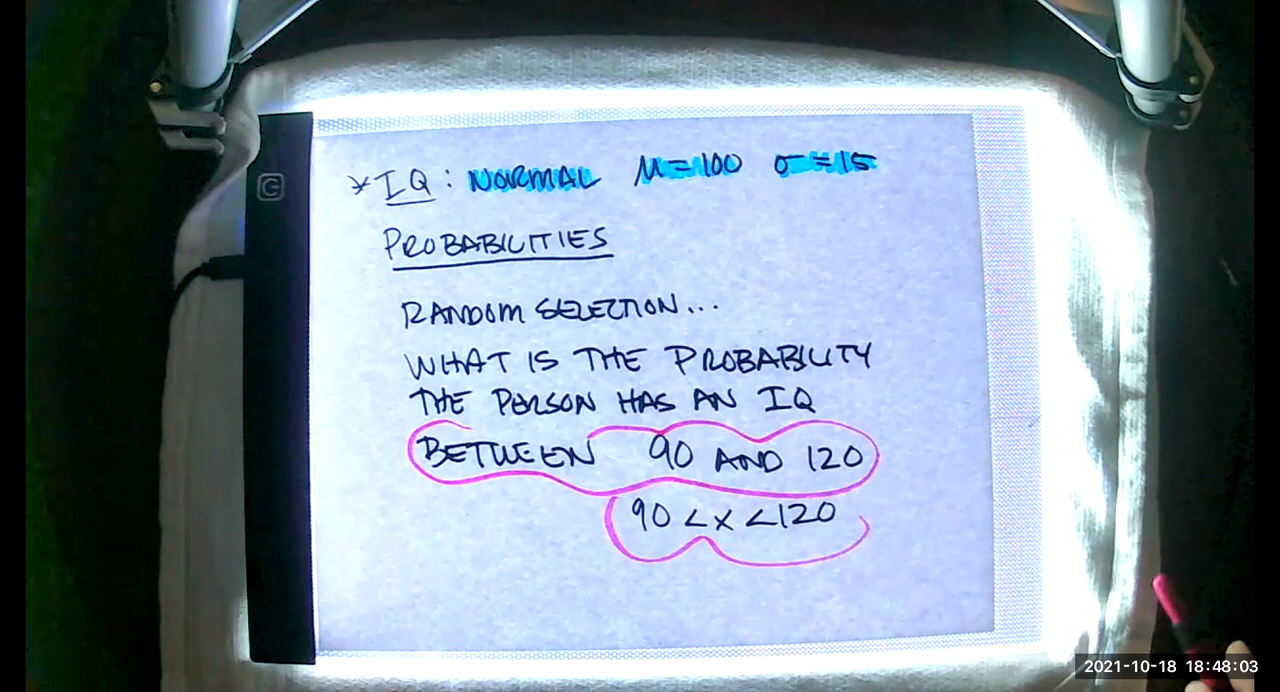 *IQ: NORMAL μ=100 σ=15
PROBABILITIES
RANDOM SELECTION...
WHAT IS THE PROBABILITY
THE PERSON HAS AN IQ
BETWEEN 90 AND 120
90 < x < 120
2021-10-18 18:48:03